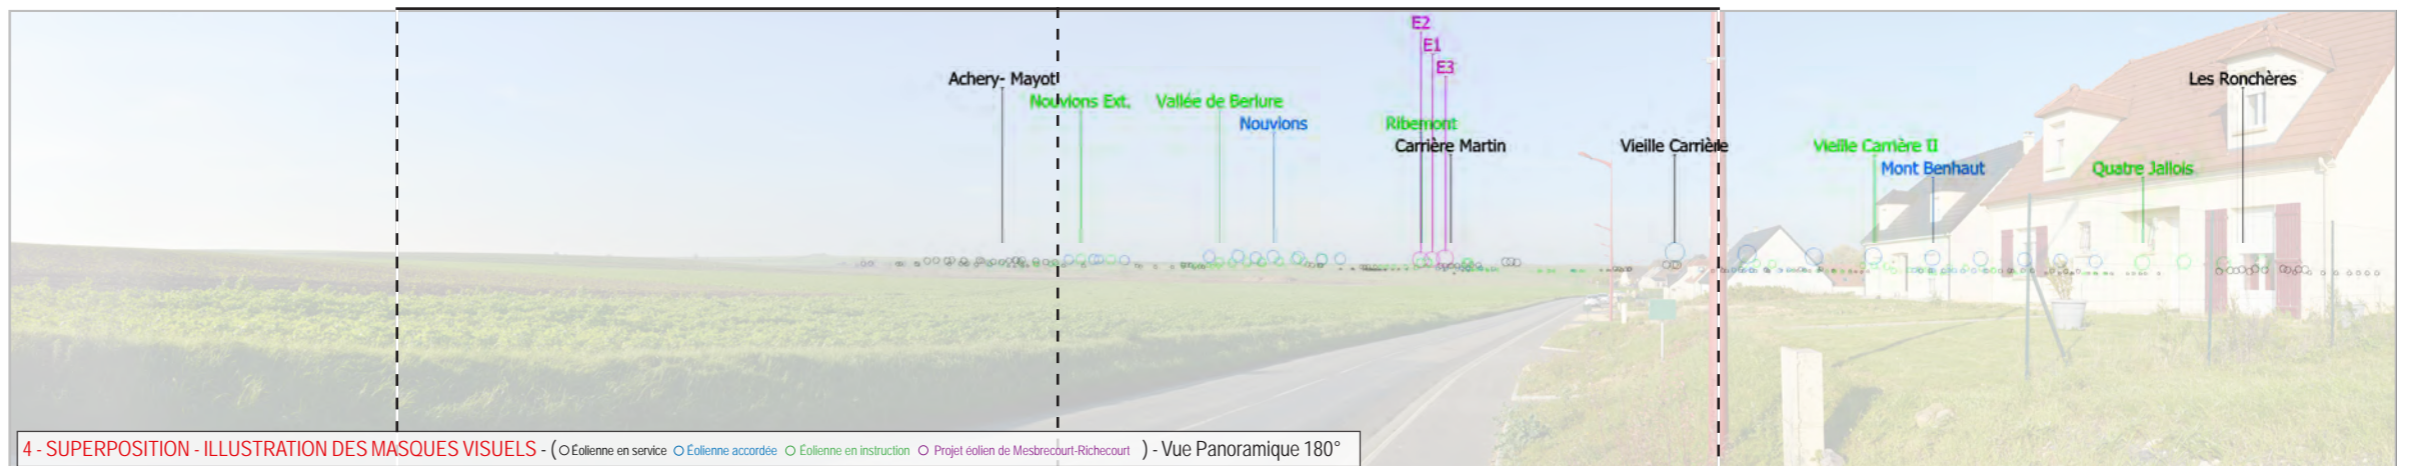 E2
E1
E3
Achery- Mayot
Les Ronchères
Nouvions Ext.
Vallée de Berlure
Nouvions
Ribemont
Carrière Martin
Vieille Carrière
Vieille Carrière II
Mont Benhaut
Quatre Jallois
4 - SUPERPOSITION - ILLUSTRATION DES MASQUES VISUELS - ( Éolienne en service Éolienne accordée Éolienne en instruction Projet éolien de Mesbrecourt-Richecourt ) - Vue Panoramique 180°